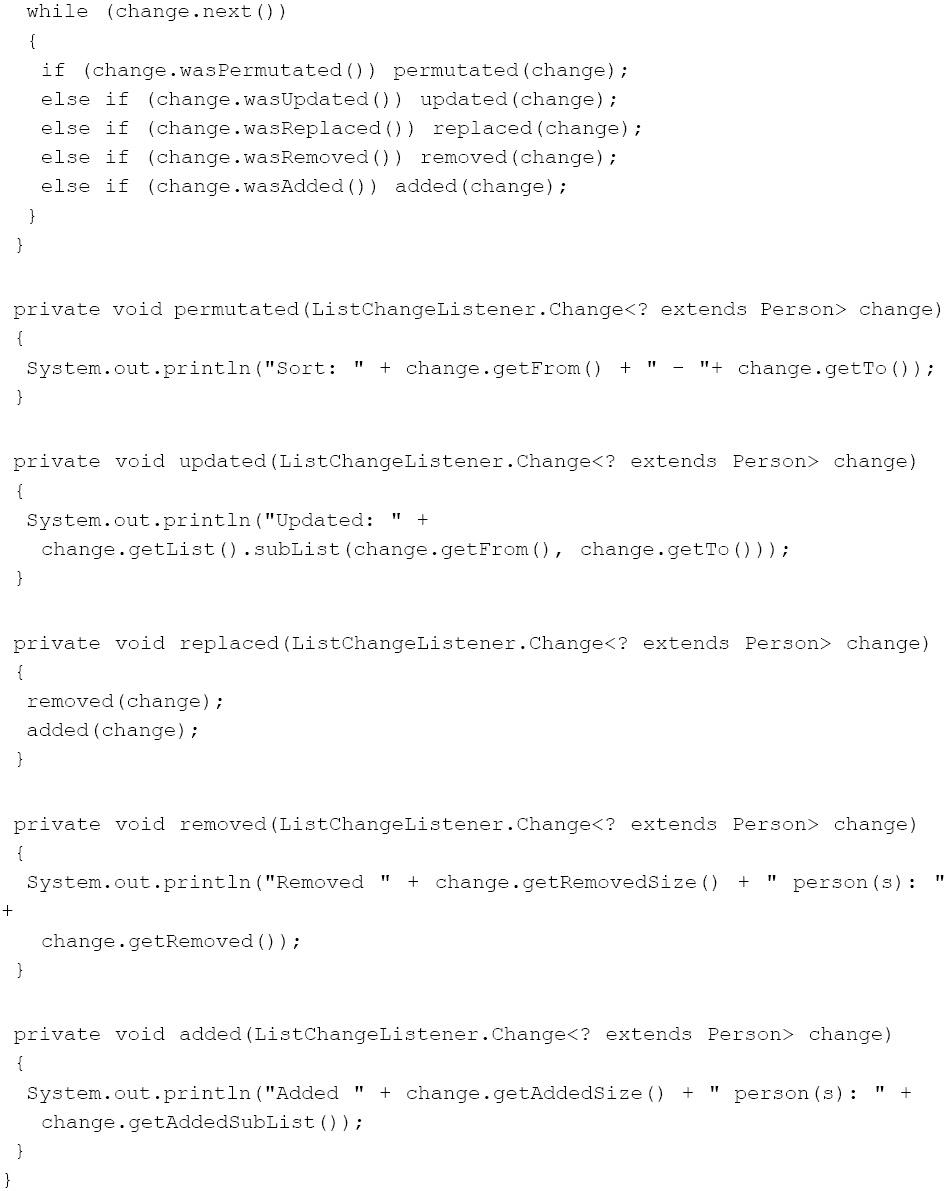 while (change.next())
{
if (change.wasPermutated()) permutated(change);
else if (change.wasUpdated()) updated(change);
else if (change.wasReplaced()) replaced(change);
else if (change.wasRemoved()) removed(change);
else if (change.wasAdded()) added(change);
}
}
private void permutated(ListChangeListener.Change<? extends Person> change)
{
System.out.println("Sort: " + change.getFrom() + " - "+ change.getTo());
}
private void updated(ListChangeListener.Change<? extends Person> change)
{
System.out.println("Updated: " +
change.getList().subList(change.getFrom(), change.getTo()));
}
private void replaced(ListChangeListener.Change<? extends Person> change)
{
removed(change);
added(change);
}
private void removed(ListChangeListener.Change<? extends Person> change)
{
System.out.println("Removed " + change.getRemovedSize() + " person(s): "
+
change.getRemoved());
}
private void added(ListChangeListener.Change<? extends Person> change)
{
System.out.println("Added " + change.getAddedSize() + " person(s): " +
change.getAddedSubList());
}
}